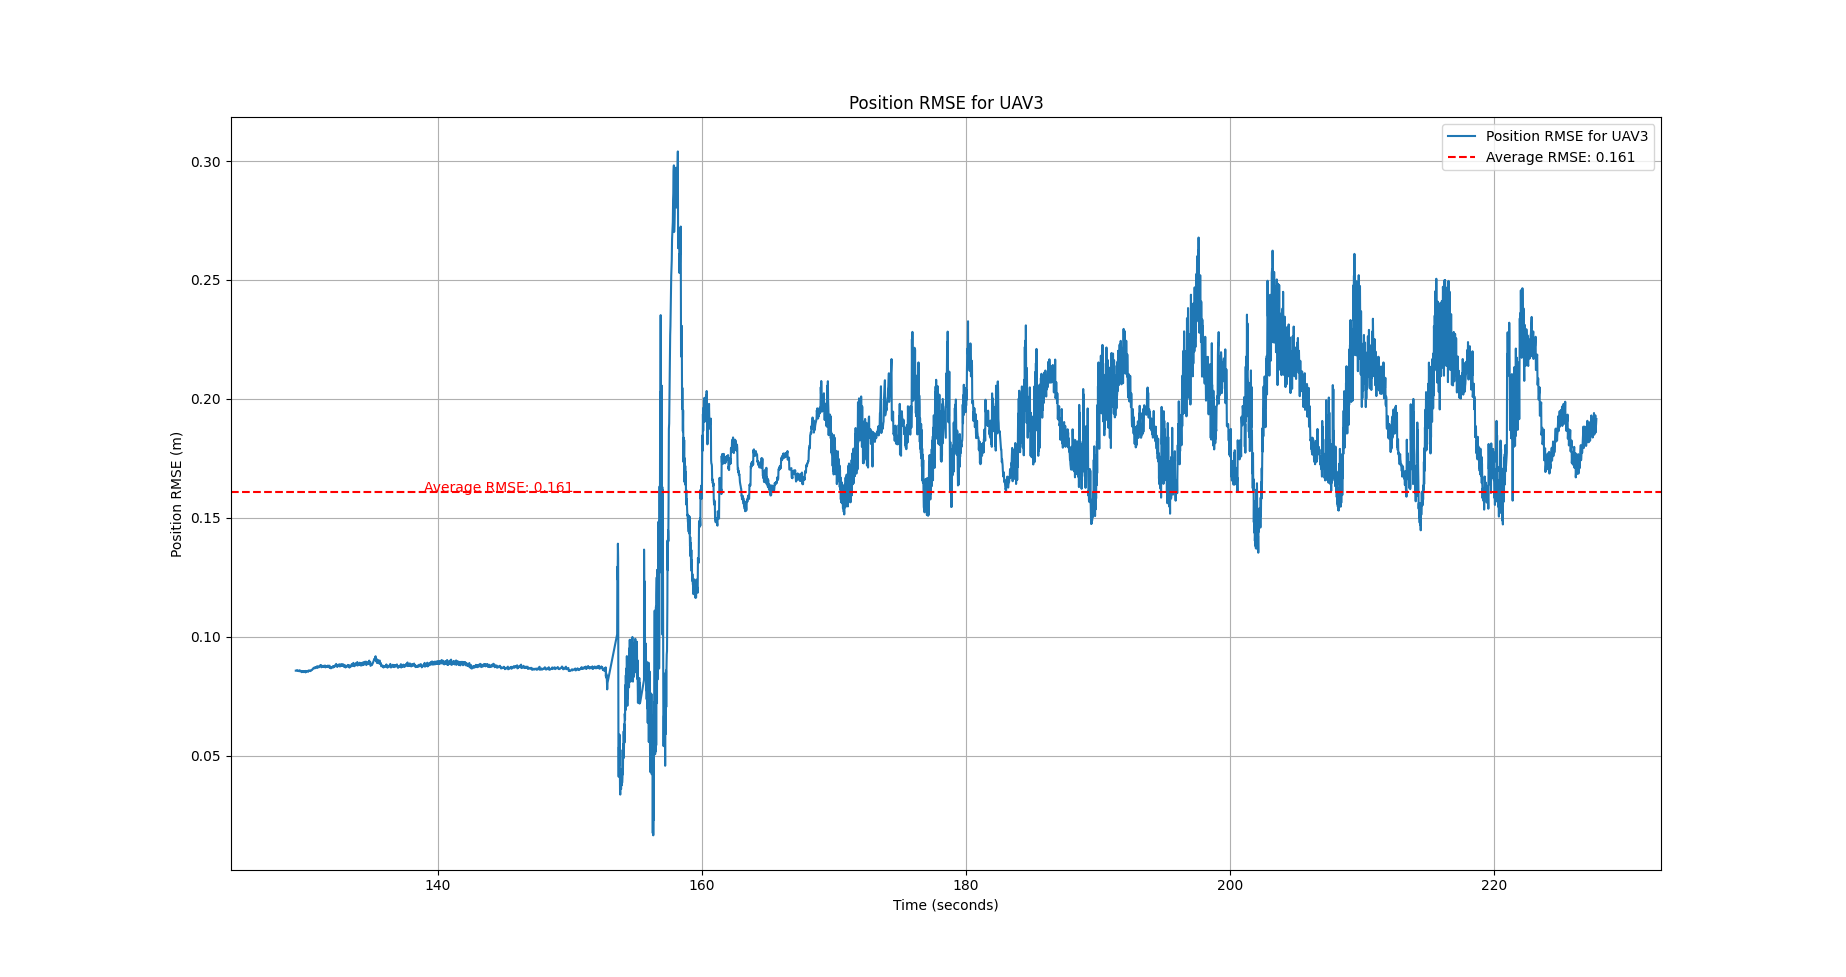 Position RMSE for UAV3
Position RMSE for UAV3
Average RMSE: 0.161
0.30
0.25
0.20
0.15
0.10
0.05
Position RMSE (m)
Average RMSE: 0.161
140
160
180
200
220
Time (seconds)